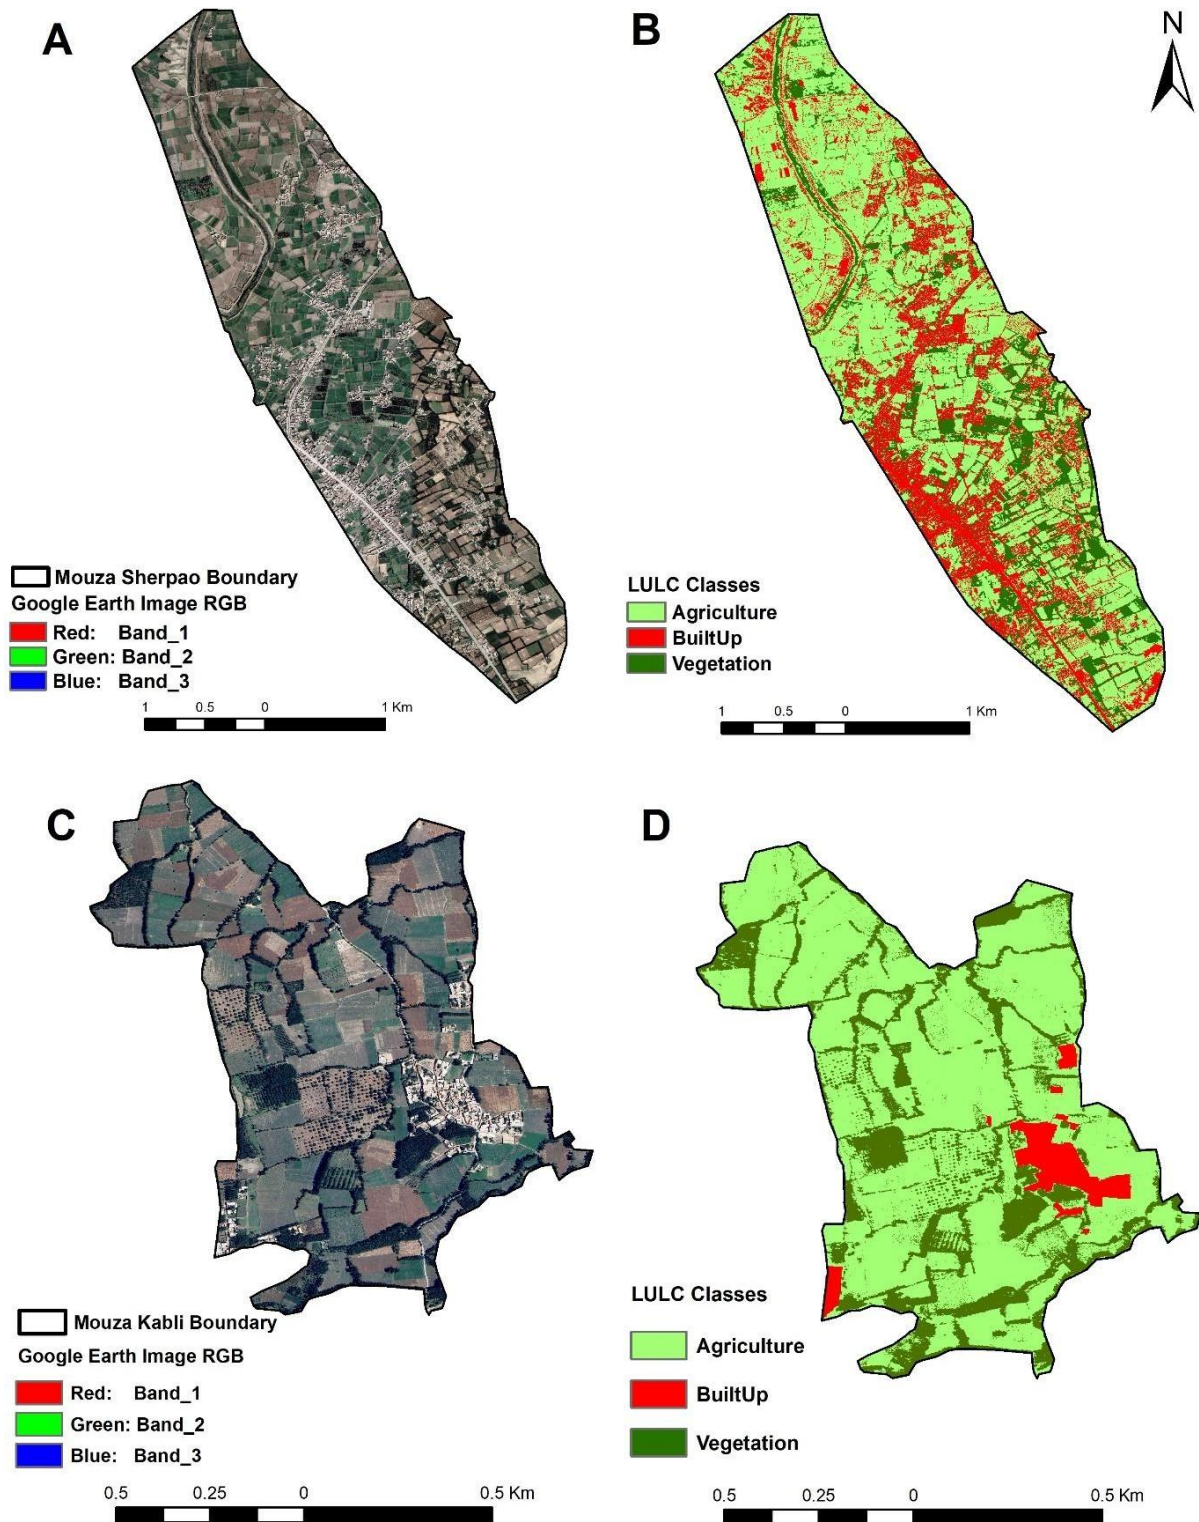 A
B
N
Mouza Sherpao Boundary
Google Earth Image RGB
Red: Band_1
Green: Band_2
Blue: Band_3
1 0.5 0 1 Km
LULC Classes
Agriculture
BuiltUp
Vegetation
1 0.5 0 1 Km
C
D
Mouza Kabli Boundary
Google Earth Image RGB
Red: Band_1
Green: Band_2
Blue: Band_3
0.5 0.25 0 0.5 Km
LULC Classes
Agriculture
BuiltUp
Vegetation
0.5 0.25 0 0.5 Km